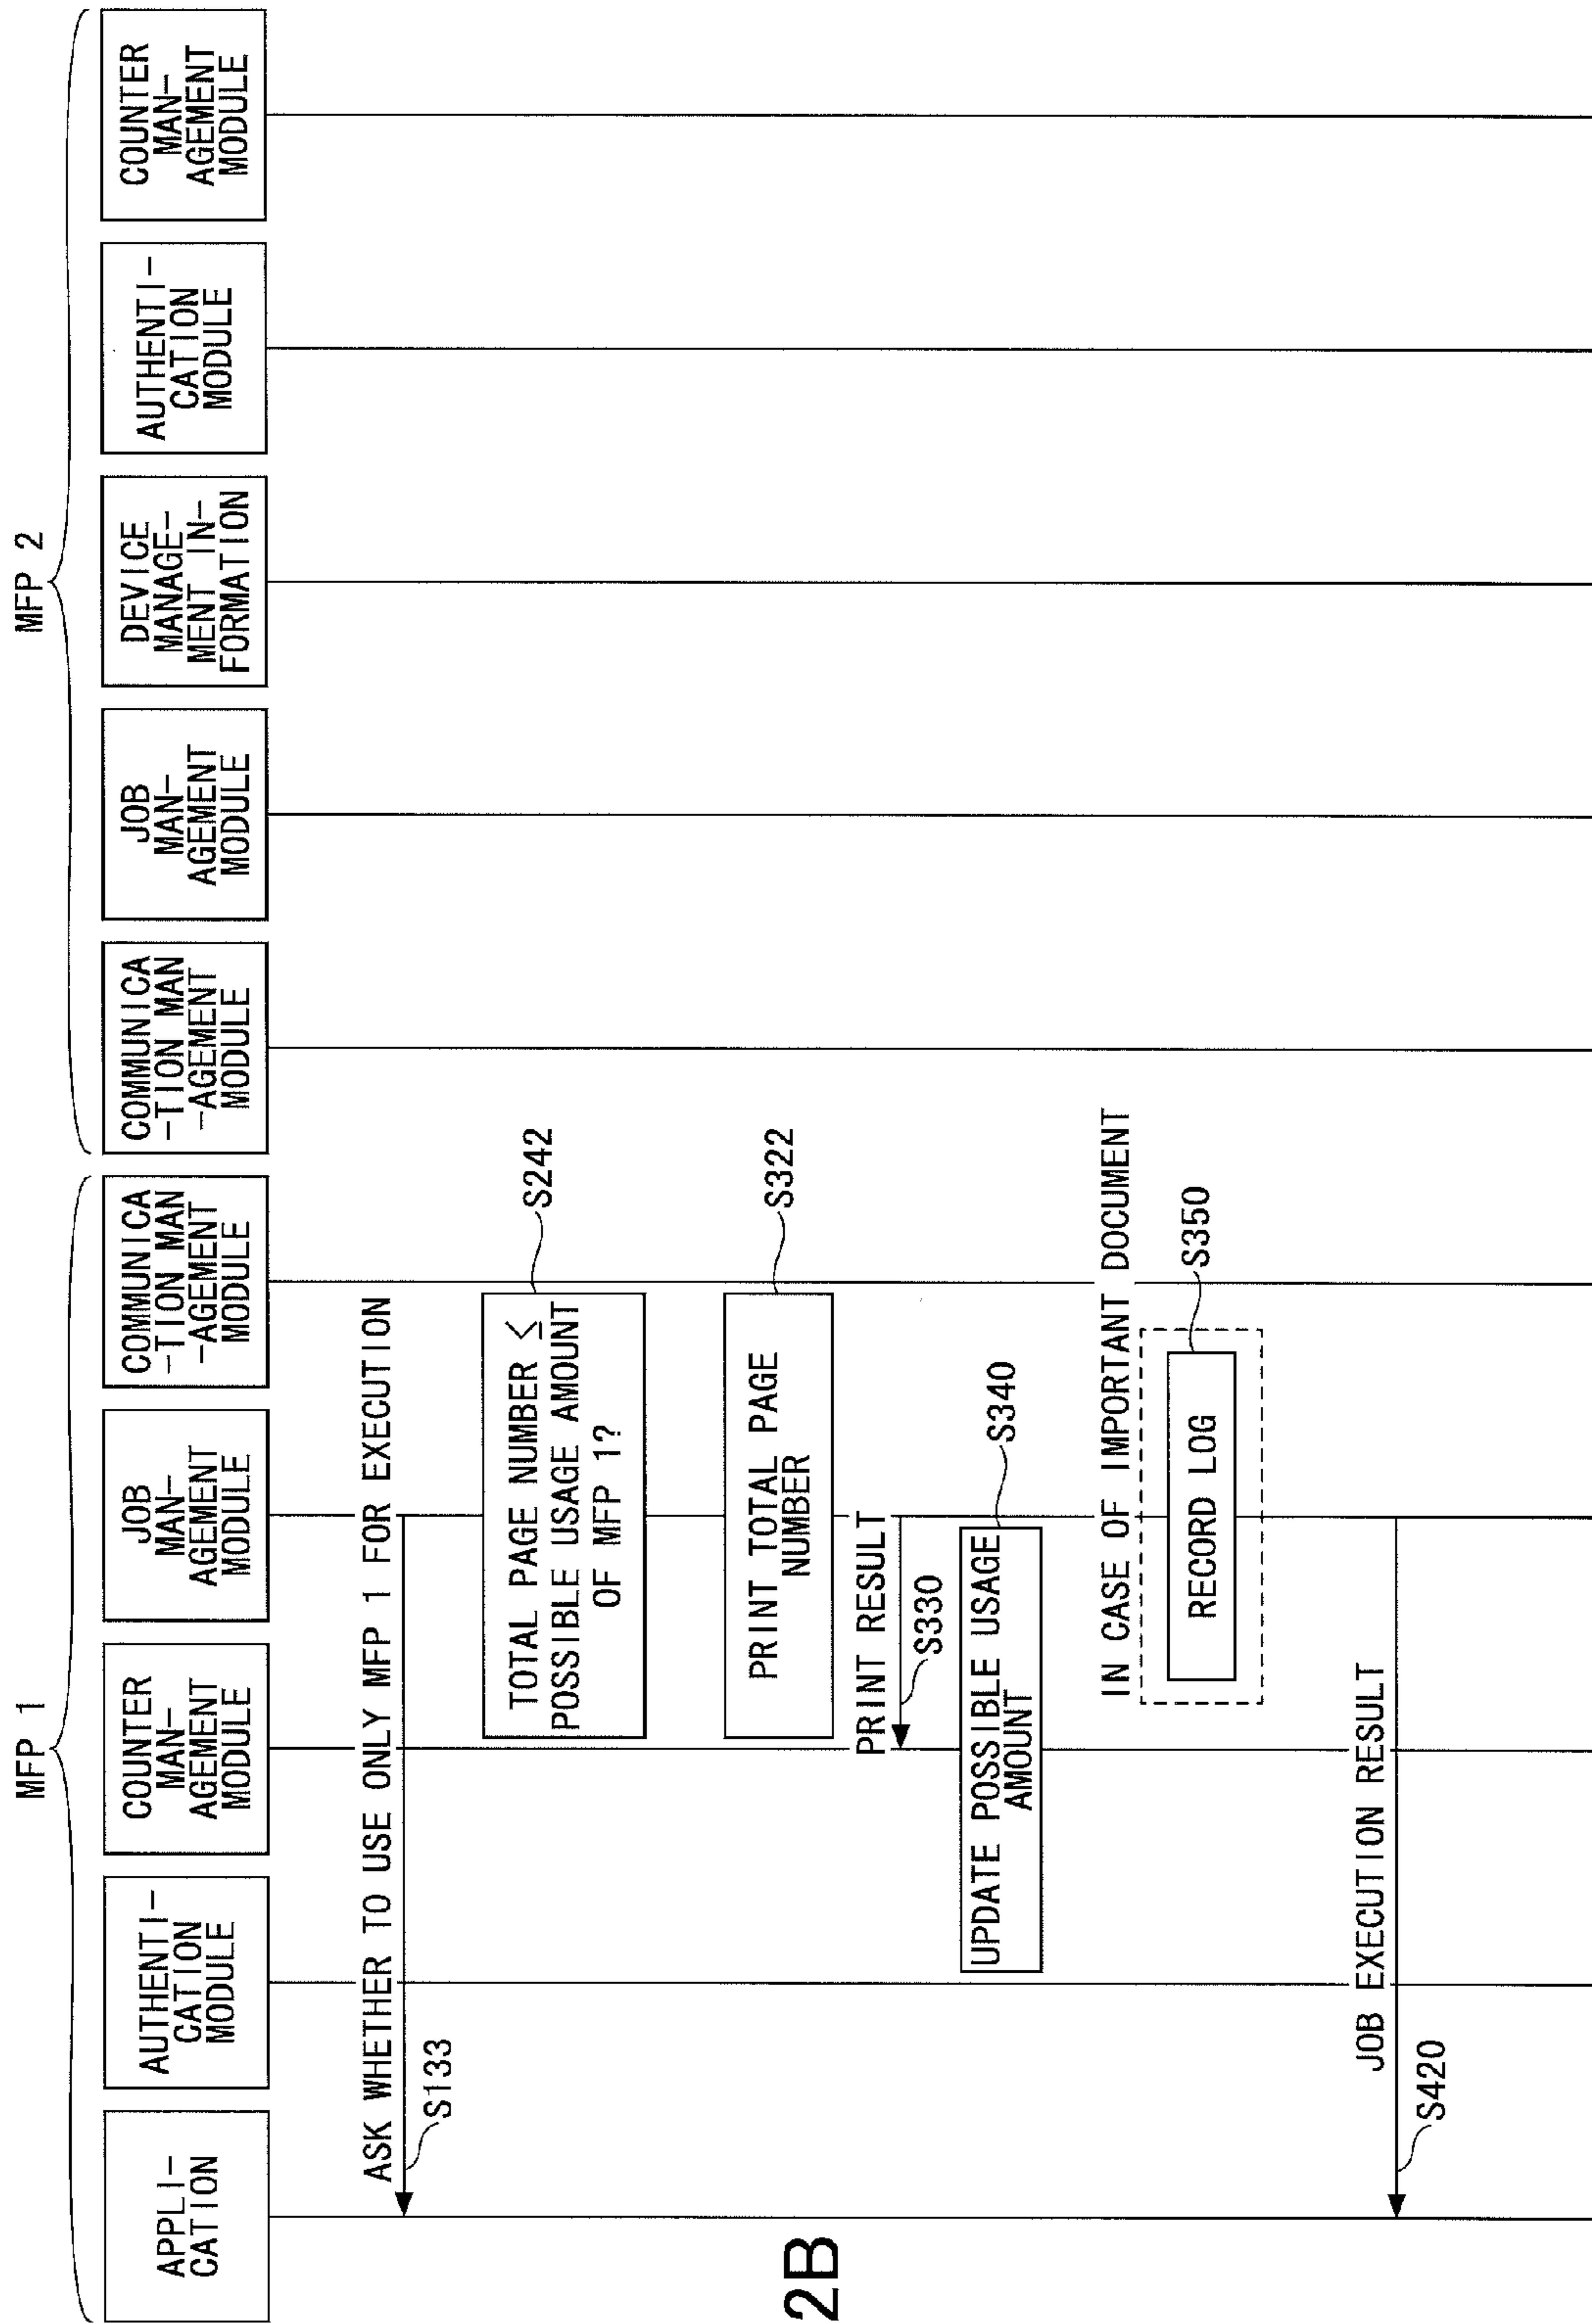 MFP 1
MFP 2
APPLI-
CATION
AUTHENTI-
CATION
MODULE
COUNTER
MAN-
AGEMENT
MODULE
JOB
MAN-
AGEMENT
MODULE
COMMUNICA
-TION MAN
-AGEMENT
MODULE
COMMUNICA
-TION MAN
-AGEMENT
MODULE
JOB
MAN-
AGEMENT
MODULE
DEVICE
MANAGE-
MENT IN-
FORMATION
AUTHENTI-
CATION
MODULE
COUNTER
MAN-
AGEMENT
MODULE
ASK WHETHER TO USE ONLY MFP 1 FOR EXECUTION
S133
TOTAL PAGE NUMBER ≤
POSSIBLE USAGE AMOUNT
OF MFP 1?
S242
PRINT TOTAL PAGE
NUMBER
S322
PRINT RESULT
S330
UPDATE POSSIBLE USAGE
AMOUNT
S340
IN CASE OF IMPORTANT DOCUMENT
RECORD LOG
S350
JOB EXECUTION RESULT
S420
2B